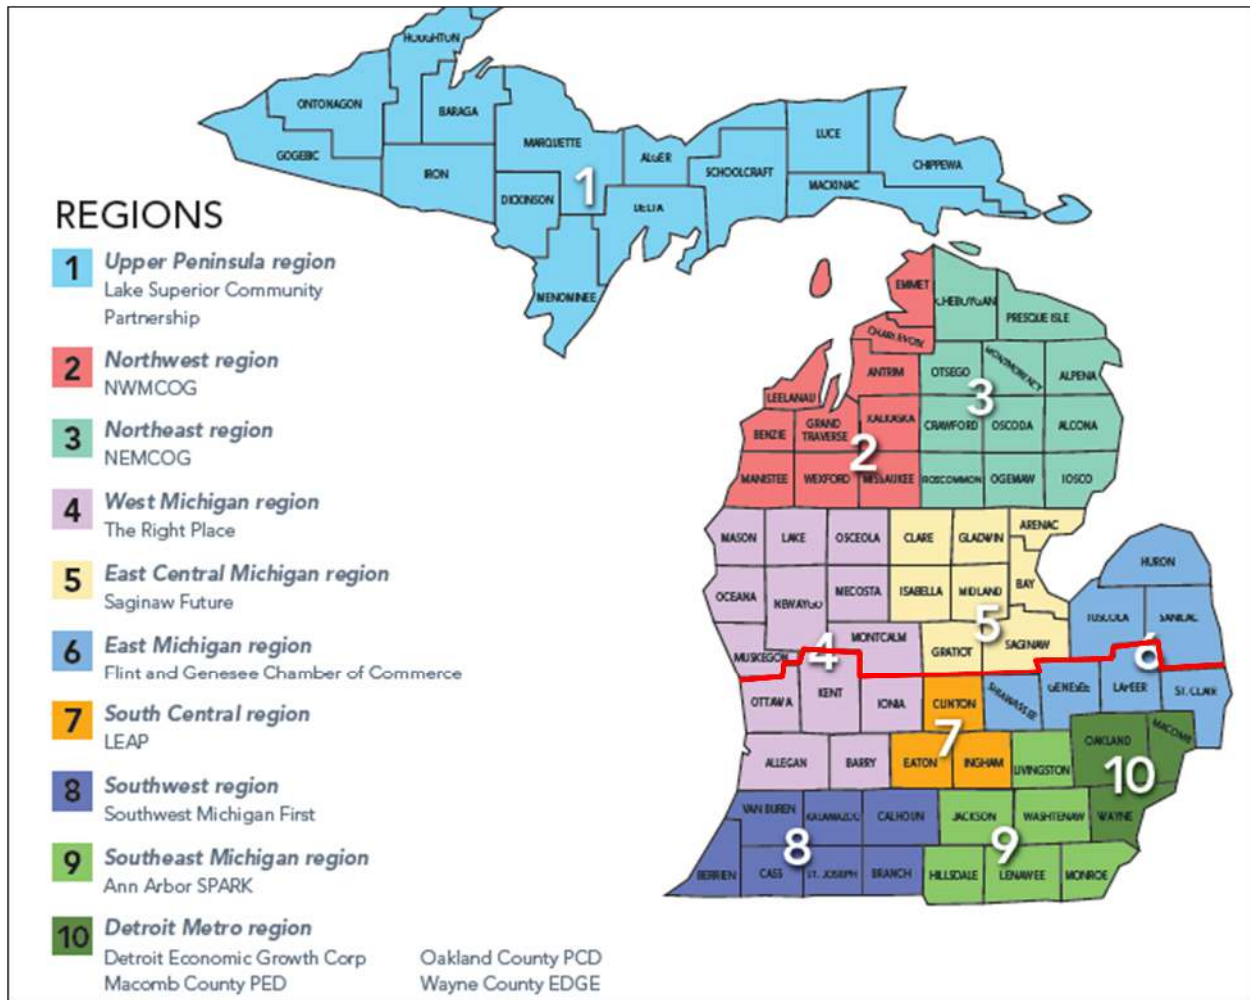 HOUGHTON
ONTONAGON
BARAGA
GOGEBIC
IRON
MARQUETTE
ALGER
LUCE
CHIPPEWA
SCHOOLCRAFT
MACKINAC
DICKINSON
1
DELTA
MENOMINEE
REGIONS
1 Upper Peninsula region
Lake Superior Community
Partnership
2 Northwest region
NWMCOG
3 Northeast region
NEMCOG
4 West Michigan region
The Right Place
5 East Central Michigan region
Saginaw Future
6 East Michigan region
Flint and Genesee Chamber of Commerce
7 South Central region
LEAP
8 Southwest region
Southwest Michigan First
9 Southeast Michigan region
Ann Arbor SPARK
10 Detroit Metro region
Detroit Economic Growth Corp Oakland County PCD
Macomb County PED Wayne County EDGE
EMMET
CHEBOYGAN
PRESQUE ISLE
CHARLEVOIX
ANTRIM
OTSEGO
MONTMORENCY
ALPENA
LEELANAU
3
BENZIE
GRAND
TRAVERSE
KALKASKA
CRAWFORD
OSCODA
ALCONA
2
MANISTEE
WEXFORD
MISSAUKEE
ROSCOMMON
OGEMAW
IOSCO
MASON
LAKE
OSCEOLA
CLARE
GLADWIN
ARENAC
HURON
OCEANA
NEWAYGO
MECOSTA
ISABELLA
MIDLAND
BAY
TUSCOLA
SANILAC
5
MUSKEGON
4
MONTCALM
GRATIOT
SAGINAW
6
OTTAWA
KENT
IONIA
CLINTON
SHIAWASSEE
GENESEE
LAPEER
ST. CLAIR
7
ALLEGAN
BARRY
EATON
INGHAM
LIVINGSTON
OAKLAND
MACOMB
10
VAN BUREN
KALAMAZOO
CALHOUN
JACKSON
WASHTENAW
WAYNE
8
9
BERRIEN
CASS
ST. JOSEPH
BRANCH
HILLSDALE
LENAWEE
MONROE